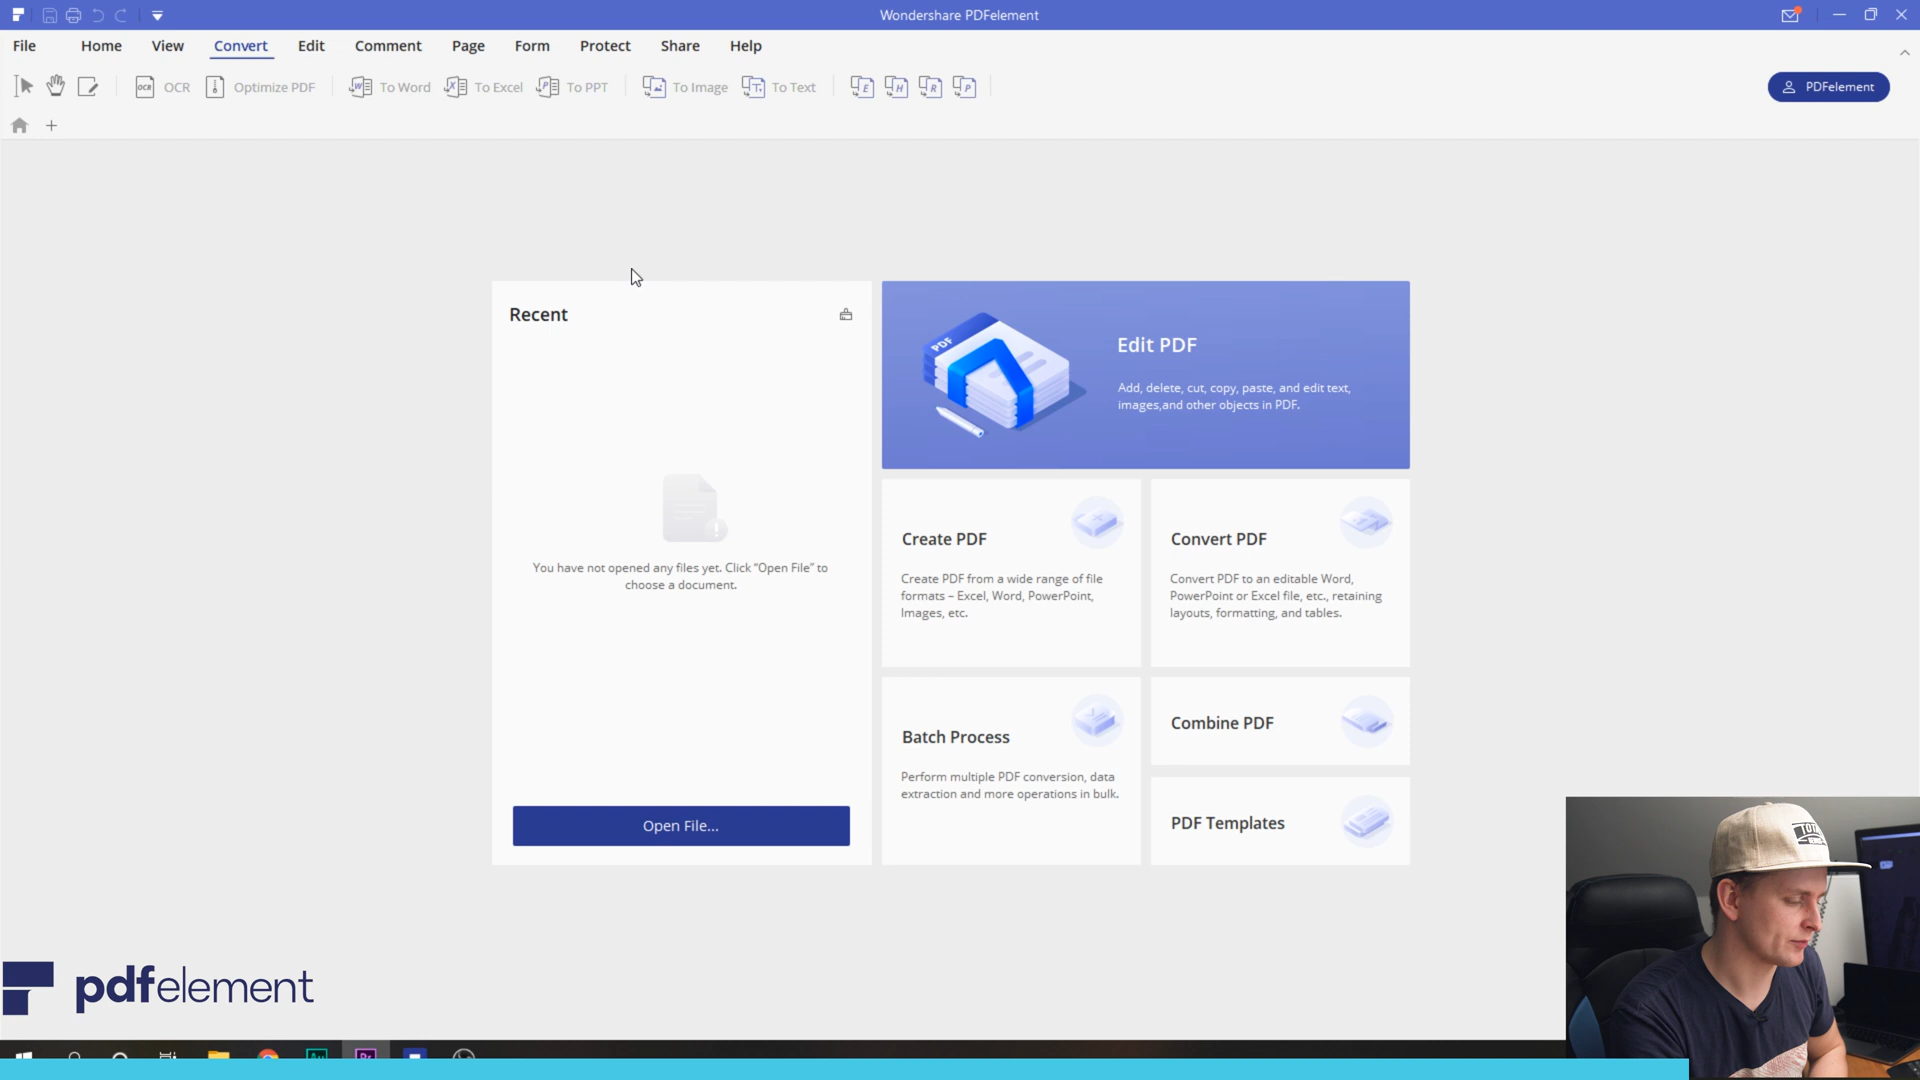 Wondershare PDFelement
File Home View Convert Edit Comment Page Form Protect Share Help
OCR OCR Optimize PDF W To Word X To Excel P To PPT To Image T To Text E H R P PDFelement
Recent
You have not opened any files yet. Click "Open File" to
choose a document.
Open File...
PDF
Edit PDF
Add, delete, cut, copy, paste, and edit text,
images,and other objects in PDF.
Create PDF
Create PDF from a wide range of file
formats – Excel, Word, PowerPoint,
Images, etc.
Convert PDF
Convert PDF to an editable Word,
PowerPoint or Excel file, etc., retaining
layouts, formatting, and tables.
Batch Process
Perform multiple PDF conversion, data
extraction and more operations in bulk.
Combine PDF
PDF Templates
pdfelement